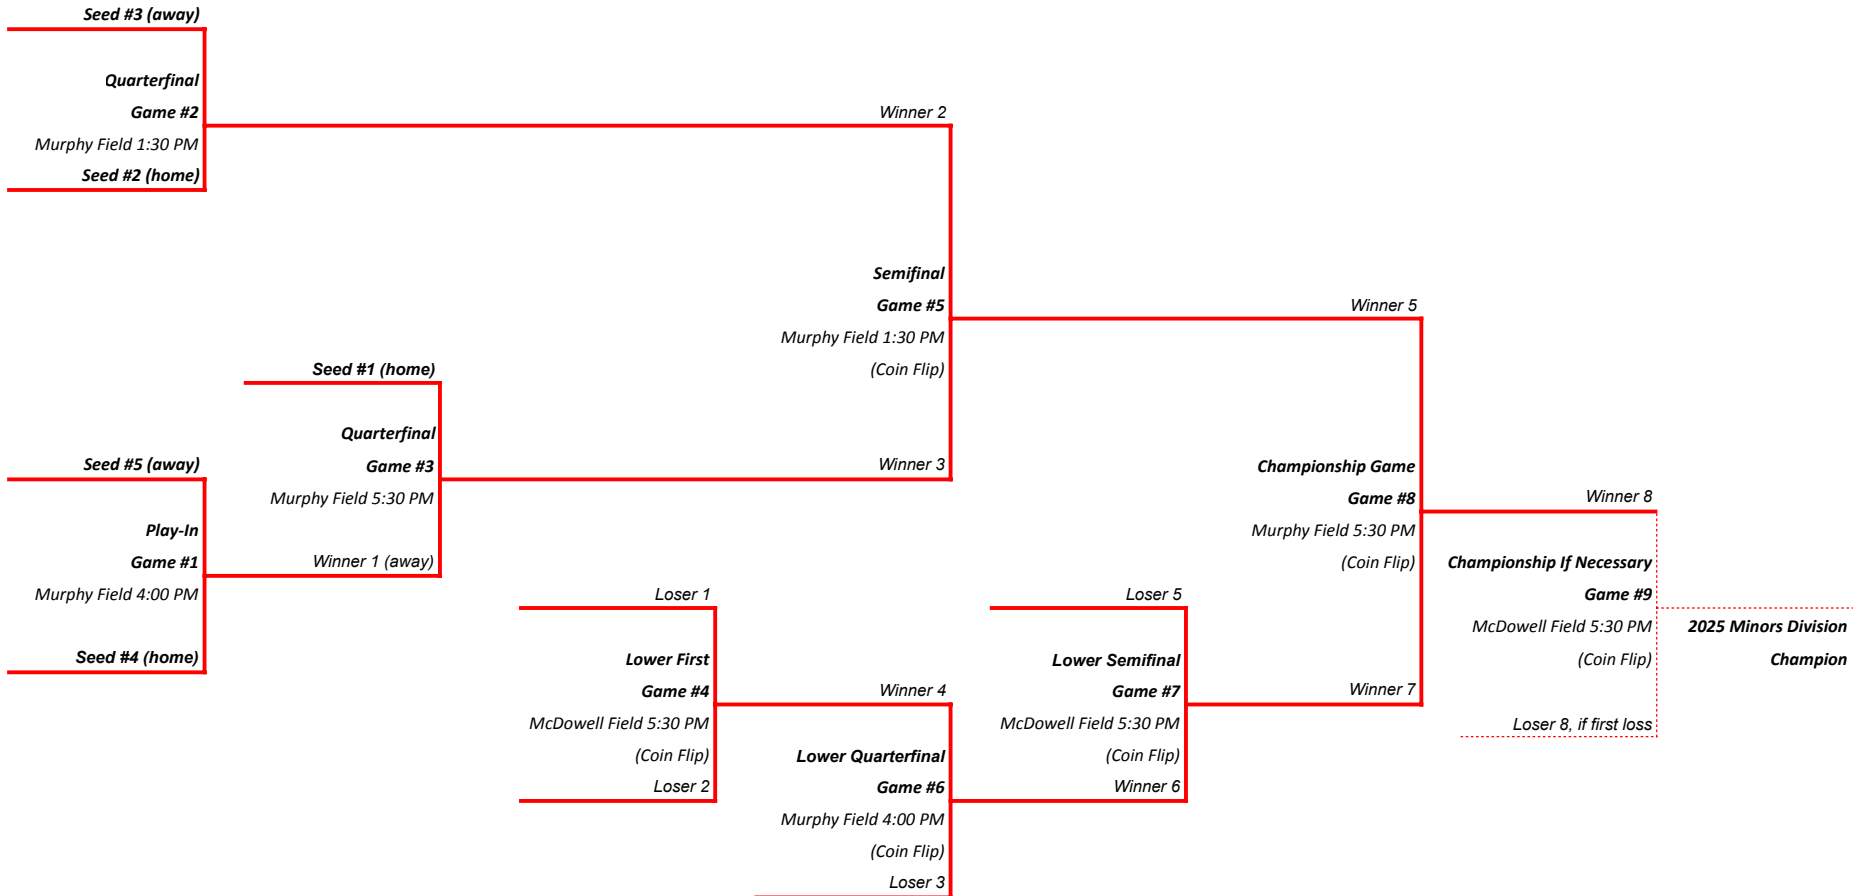 Seed #3 (away)
Quarterfinal
Game #2
Murphy Field 1:30 PM
Seed #2 (home)
Winner 2
Semifinal
Game #5
Murphy Field 1:30 PM
(Coin Flip)
Winner 5
Seed #1 (home)
Quarterfinal
Game #3
Murphy Field 5:30 PM
Winner 1 (away)
Winner 3
Seed #5 (away)
Play-In
Game #1
Murphy Field 4:00 PM
Seed #4 (home)
Championship Game
Game #8
Murphy Field 5:30 PM
(Coin Flip)
Winner 8
Championship If Necessary
Game #9
McDowell Field 5:30 PM
(Coin Flip)
Loser 8, if first loss
2025 Minors Division
Champion
Loser 1
Lower First
Game #4
McDowell Field 5:30 PM
(Coin Flip)
Loser 2
Winner 4
Lower Quarterfinal
Game #6
Murphy Field 4:00 PM
(Coin Flip)
Loser 3
Loser 5
Lower Semifinal
Game #7
McDowell Field 5:30 PM
(Coin Flip)
Winner 6
Winner 7